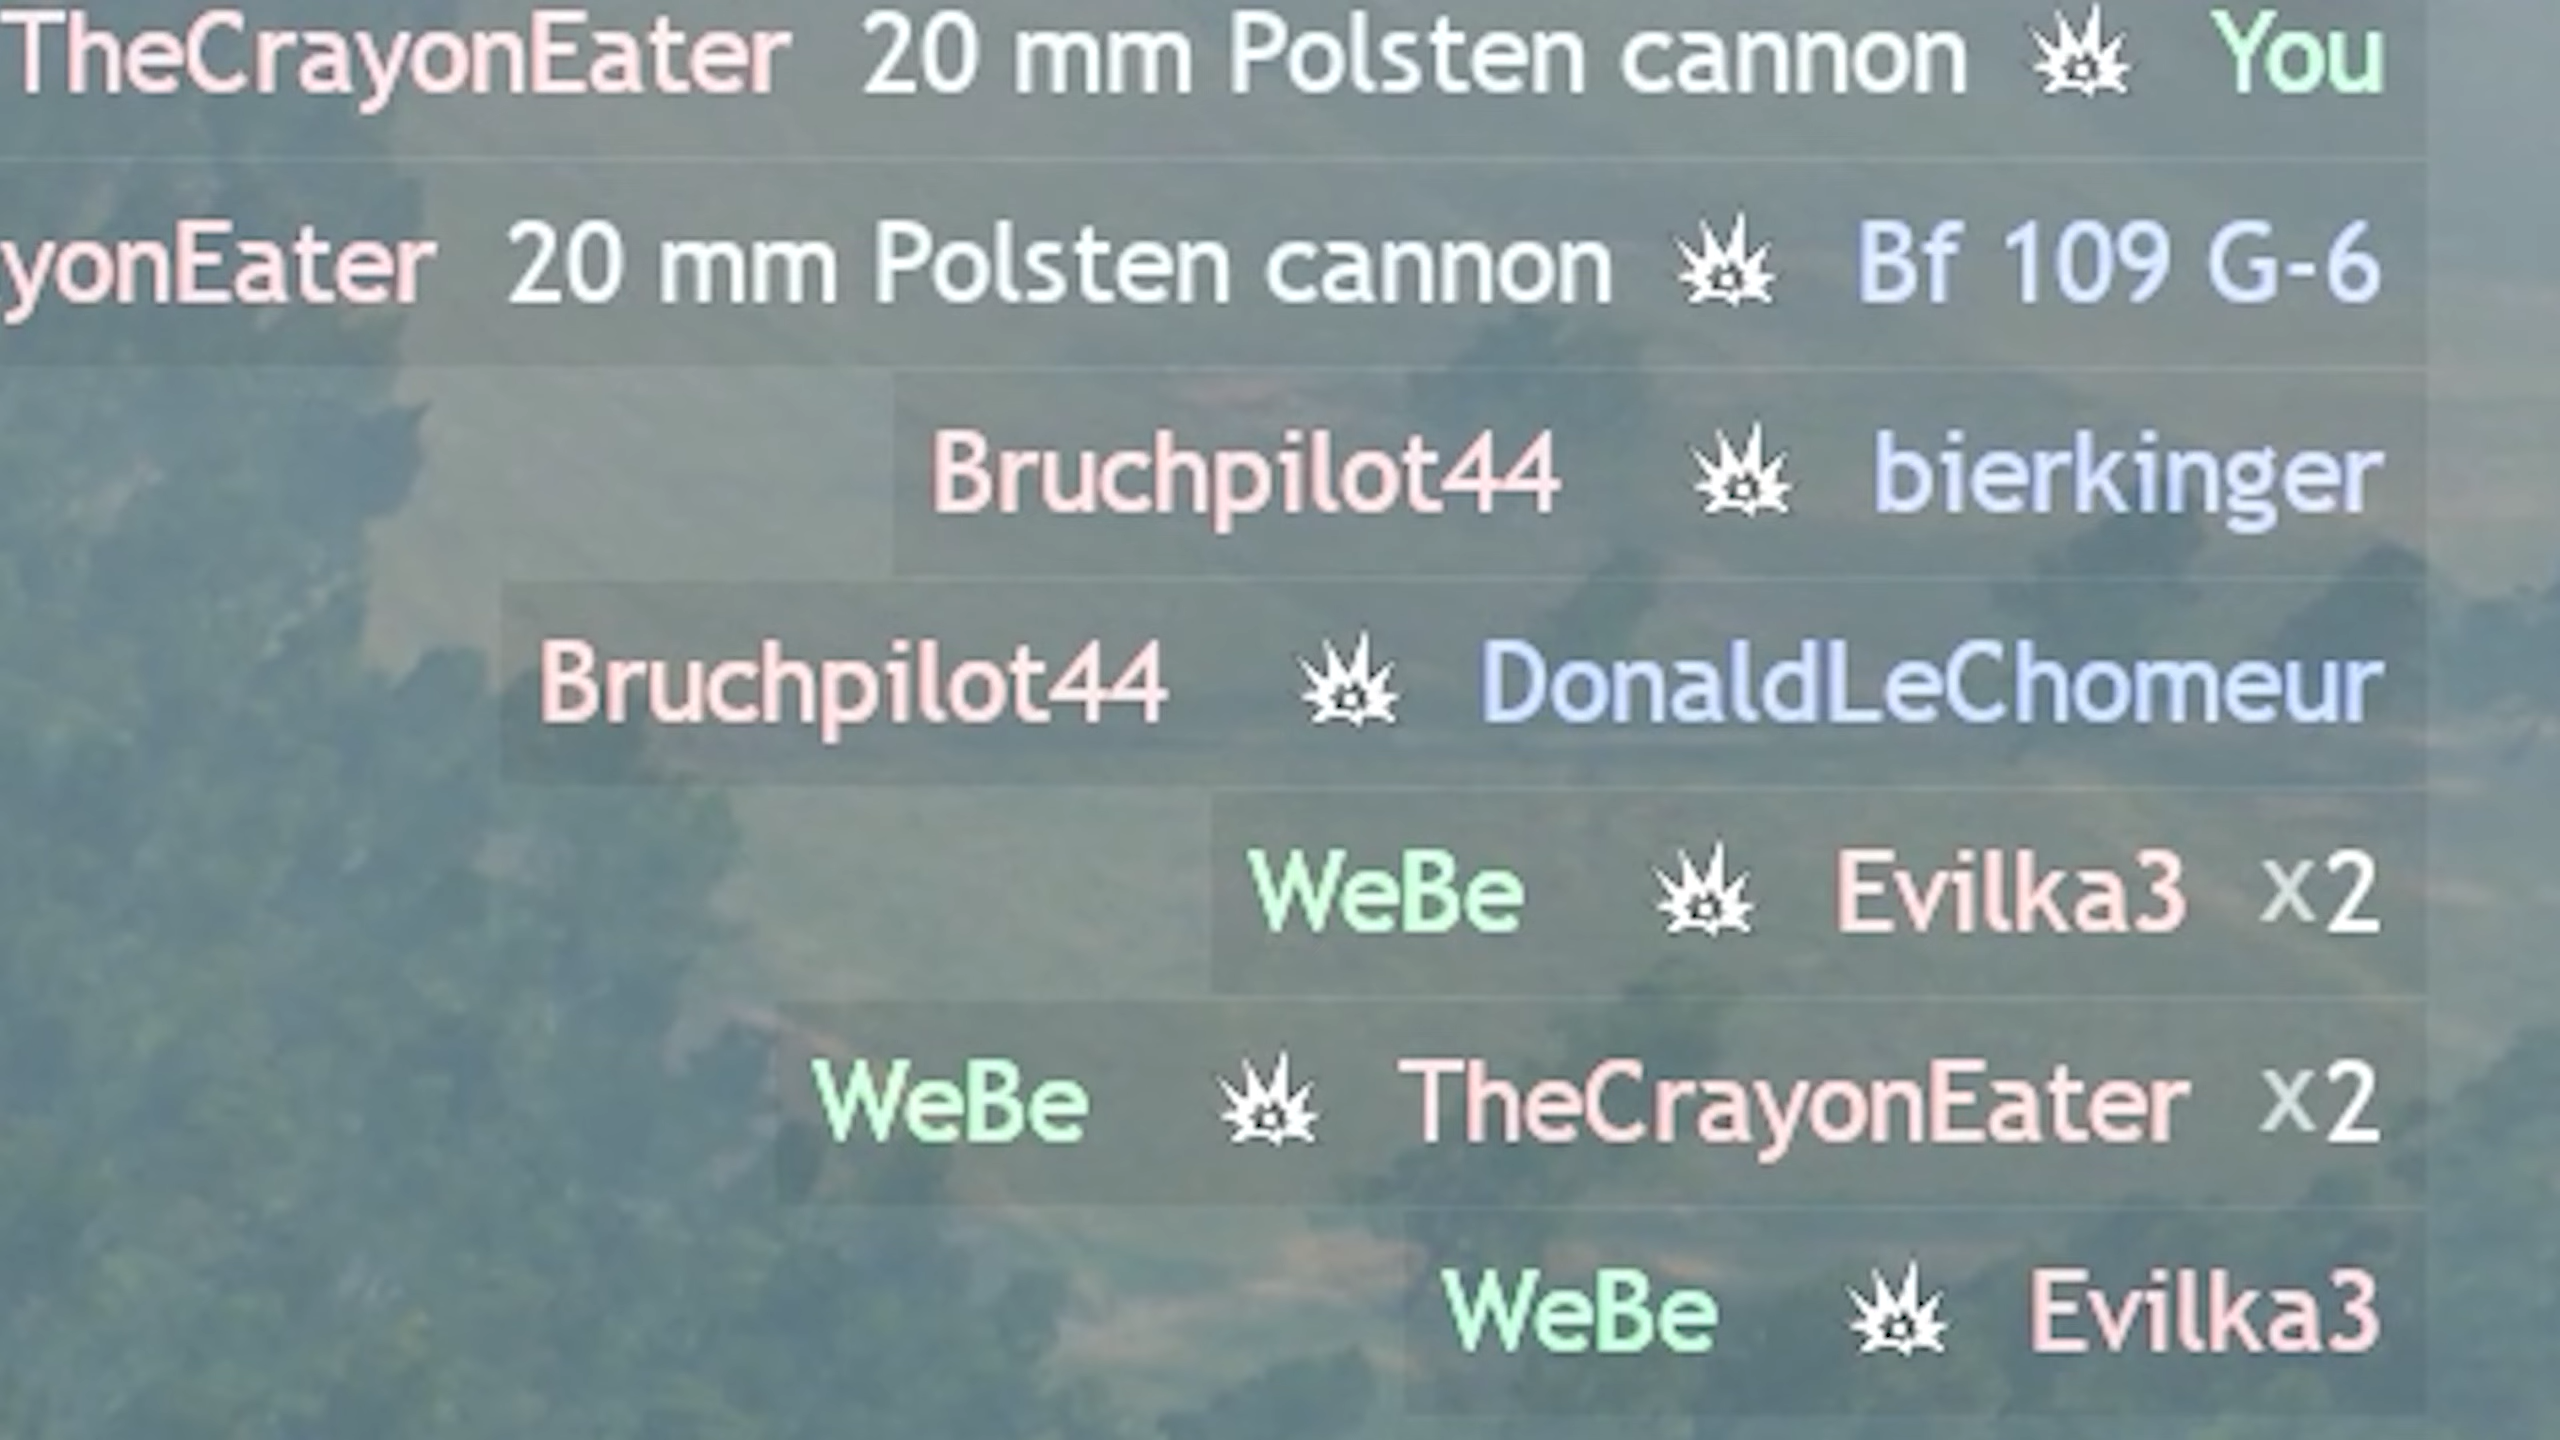 TheCrayonEater 20 mm Polsten cannon You
yonEater 20 mm Polsten cannon Bf 109 G-6
Bruchpilot44 bierkinger
Bruchpilot44 DonaldLeChomeur
WeBe Evilka3 x2
WeBe TheCrayonEater x2
WeBe Evilka3